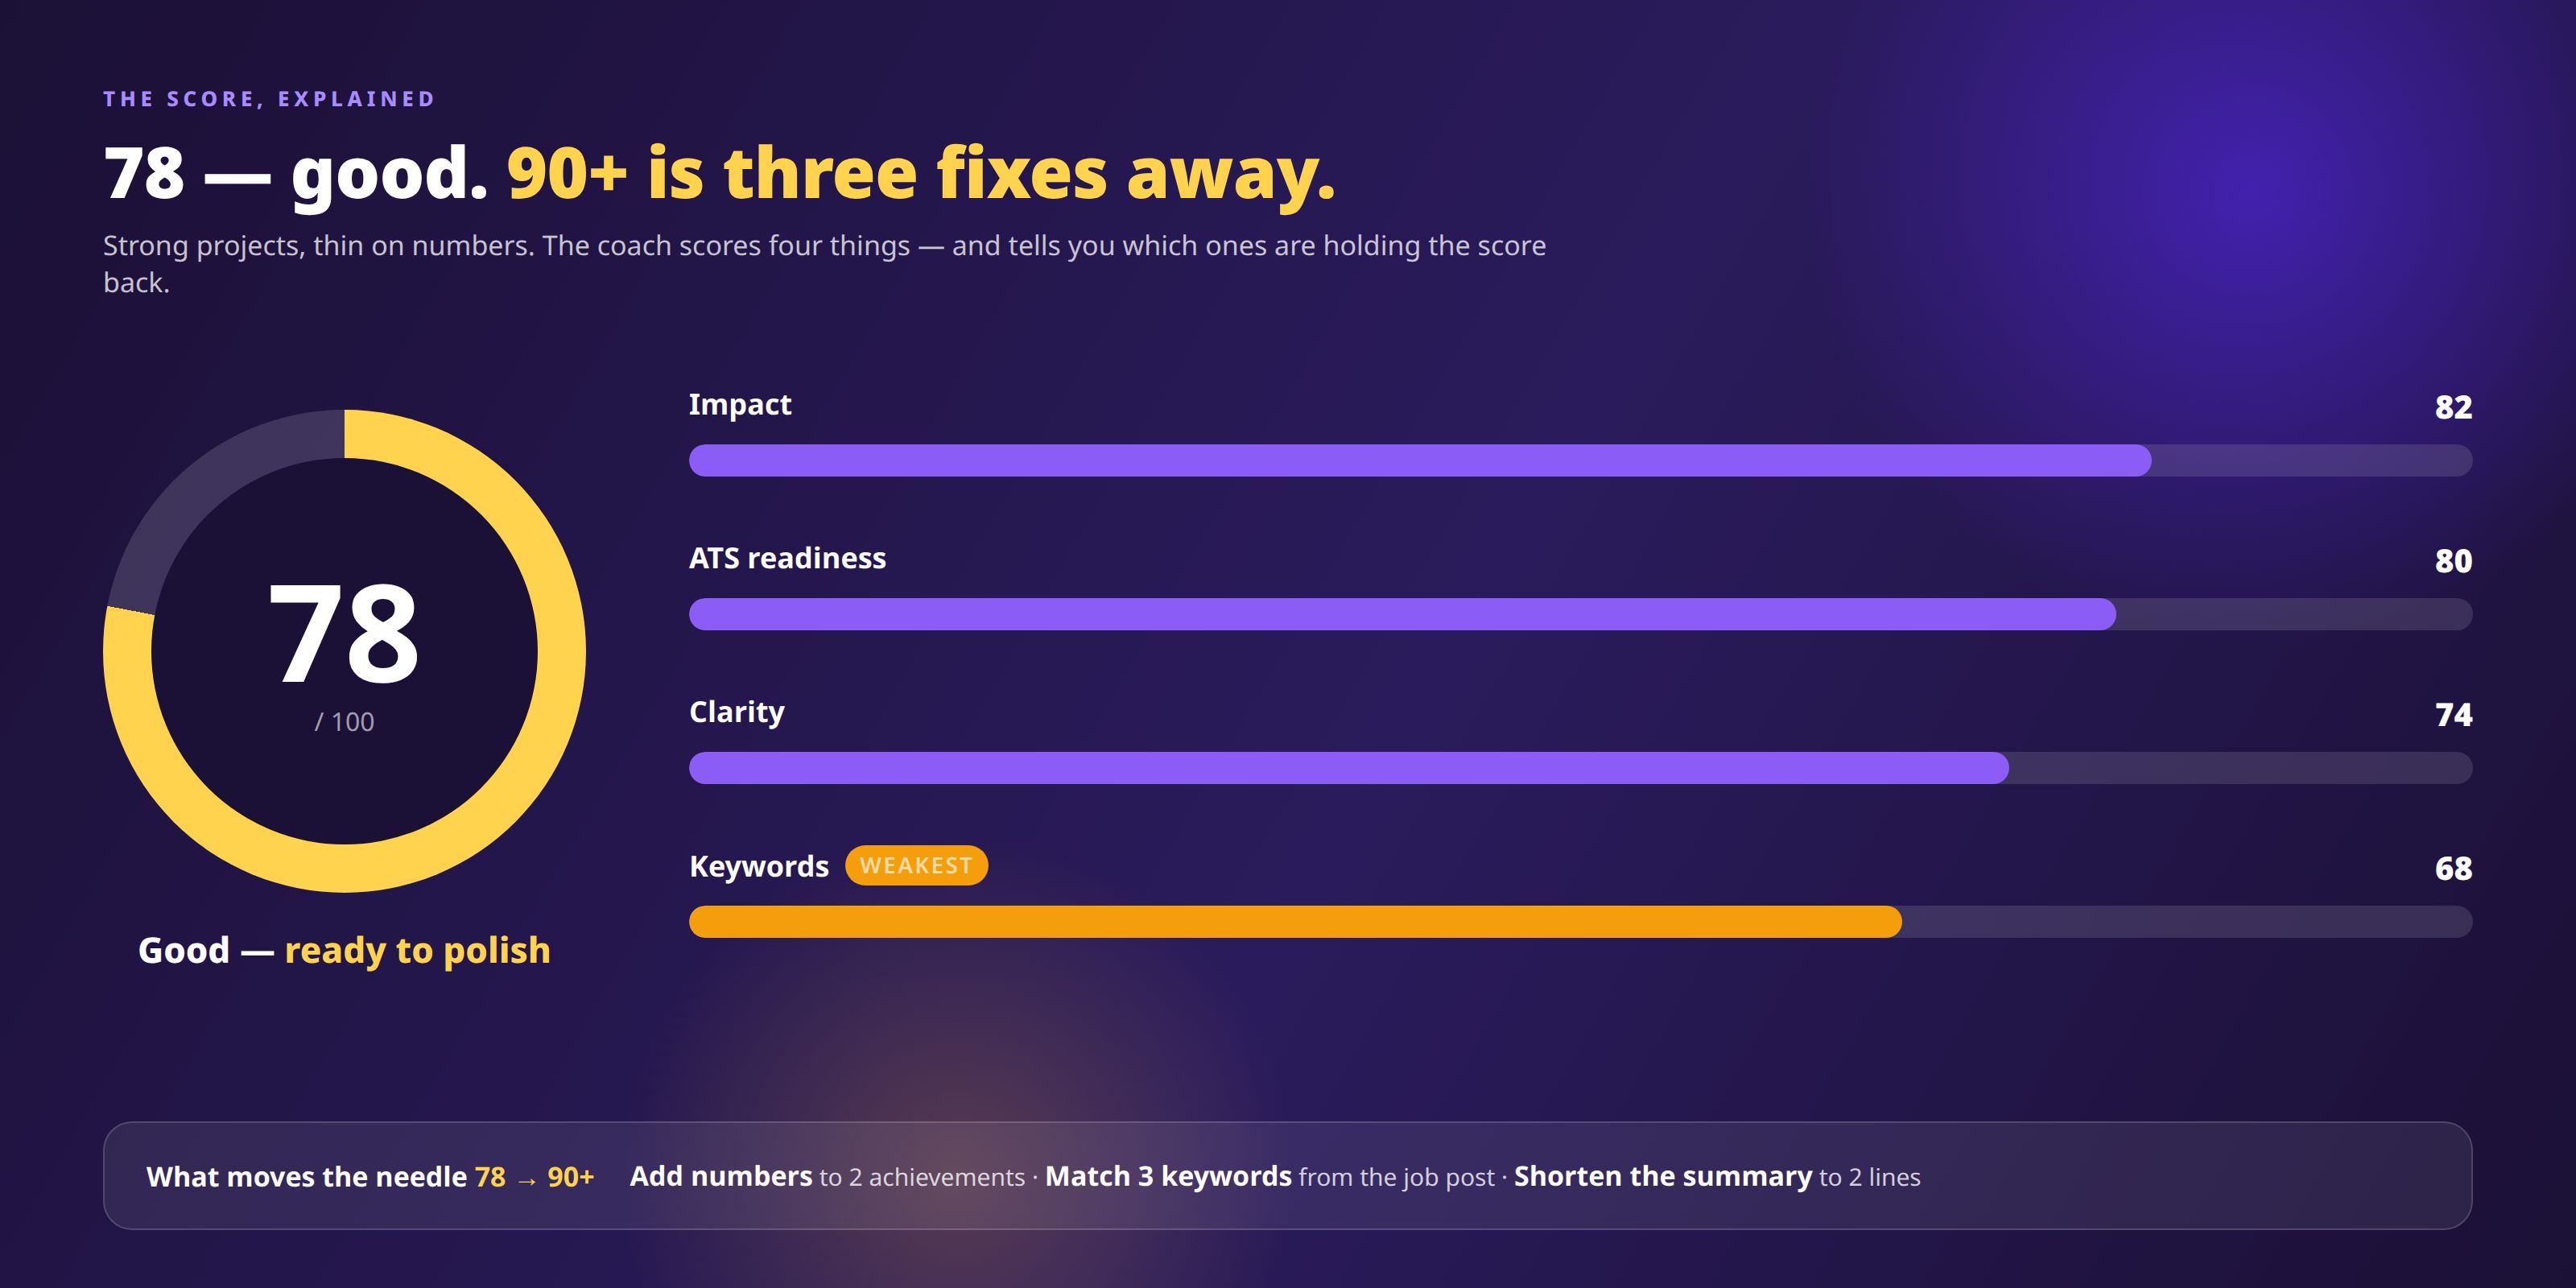 THE SCORE, EXPLAINED
78 — good. 90+ is three fixes away.
Strong projects, thin on numbers. The coach scores four things — and tells you which ones are holding the score
back.
78
/ 100
Good — ready to polish
Impact 82
ATS readiness 80
Clarity 74
Keywords WEAKEST 68
What moves the needle 78 → 90+ Add numbers to 2 achievements · Match 3 keywords from the job post · Shorten the summary to 2 lines